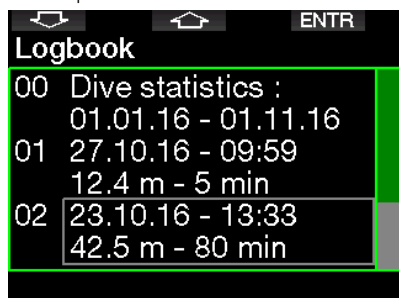 ENTR
Logbook
00 Dive statistics :
01.01.16 - 01.11.16
01 27.10.16 - 09:59
12.4 m - 5 min
02 23.10.16 - 13:33
42.5 m - 80 min